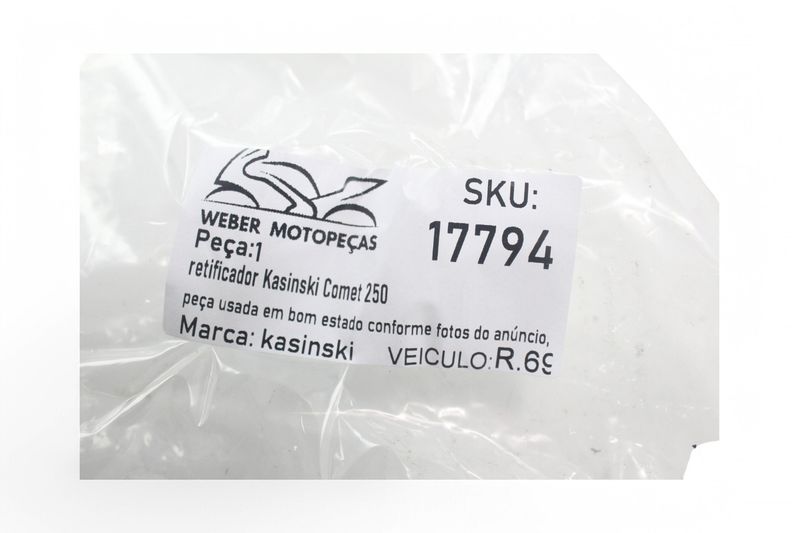 WEBER MOTOPEÇAS
SKU:
17794
Peça:1
retificador Kasinski Comet 250
peça usada em bom estado conforme fotos do anúncio,
Marca: kasinski
VEICULO: R.69